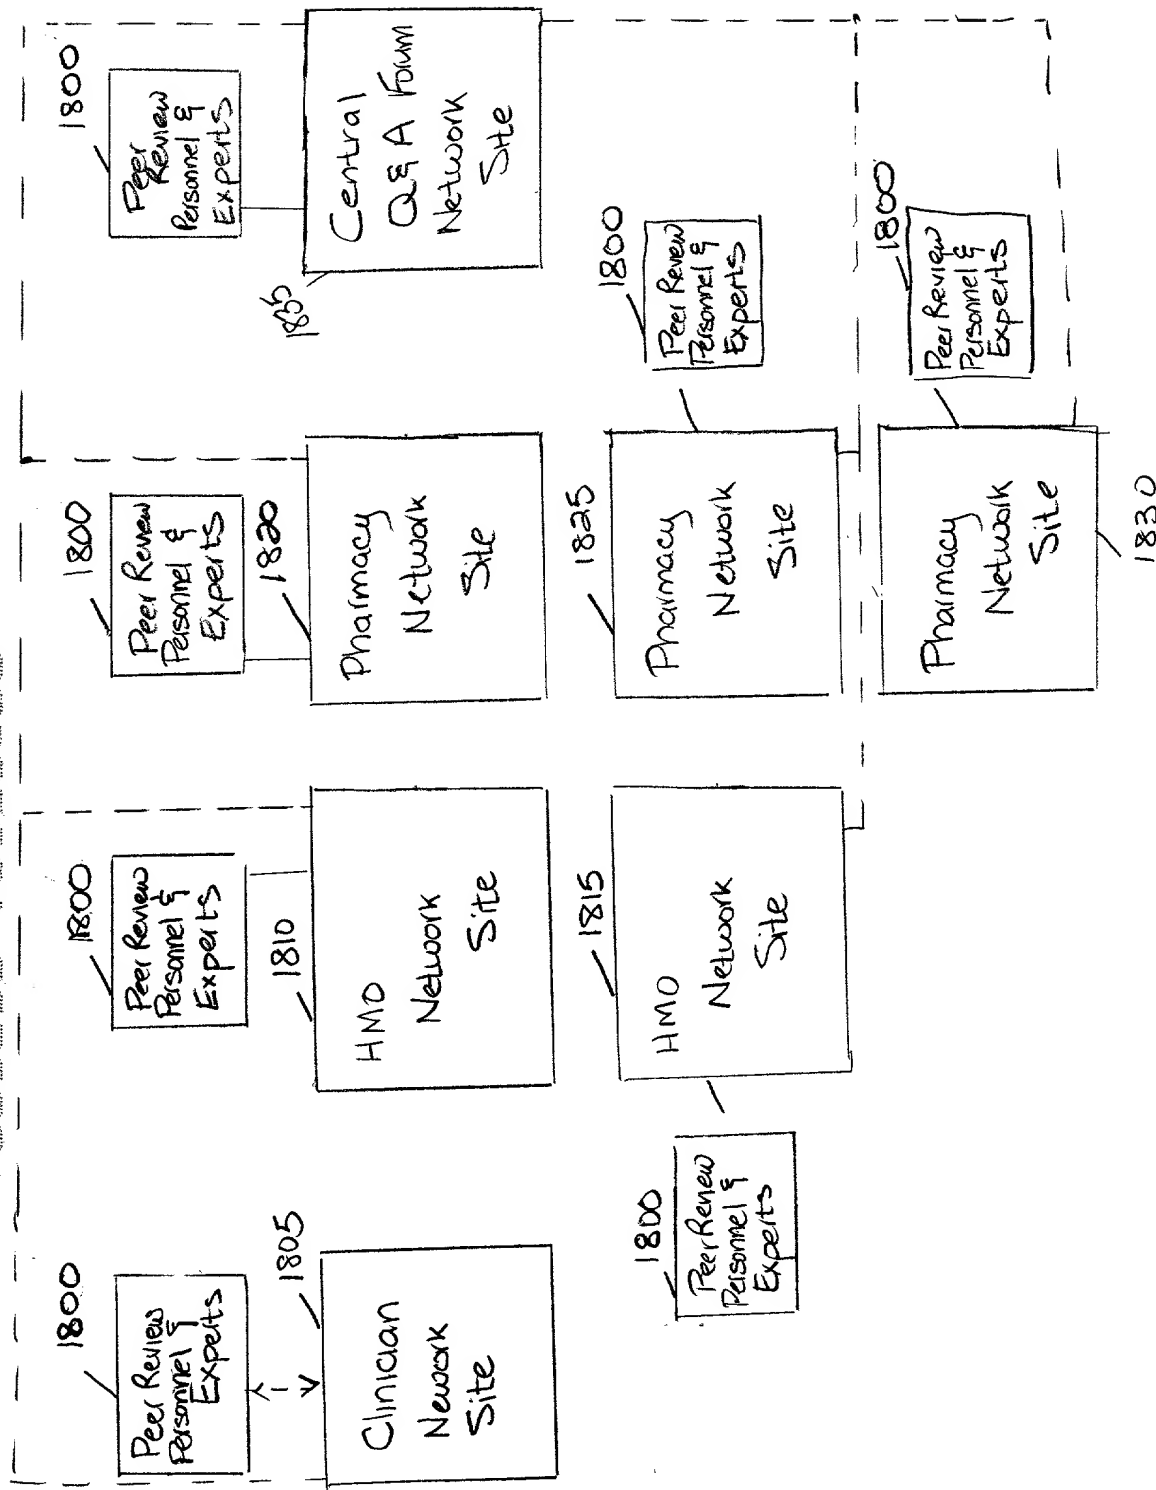 1800
Peer Review
Personnel &
Experts
1805
Clinician
Nework
Site
1800
Peer Review
Personnel &
Experts
1810
HMO
Network
Site
1800
Peer Review
Personnel &
Experts
1820
Pharmacy
Network
Site
1800
Peer
Review
Personnel &
Experts
1835
Central
Q & A Forum
Network
Site
1800
Peer Review
Personnel &
Experts
1815
HMO
Network
Site
1825
Pharmacy
Network
Site
1800
Peer Review
Personnel &
Experts
Pharmacy
Network
Site
1830
1800
Peer Review
Personnel &
Experts